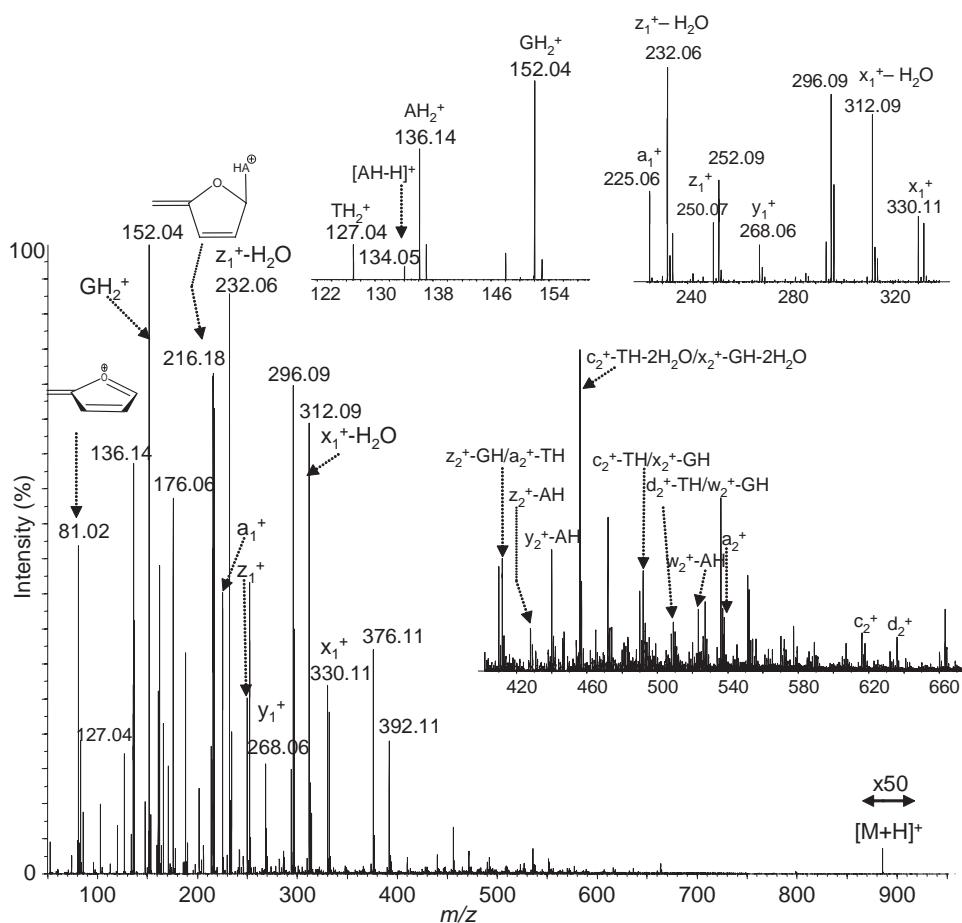 z₁⁺– H₂O
232.06
GH₂⁺
152.04
296.09
x₁⁺– H₂O
312.09
AH₂⁺
136.14
[AH-H]⁺
a₁⁺
225.06
z₁⁺
250.07
252.09
y₁⁺
268.06
x₁⁺
330.11
TH₂⁺
127.04
134.05
122 130 138 146 154
240 280 320
HA⊕
O
100
152.04
z₁⁺-H₂O
232.06
GH₂⁺
216.18
296.09
312.09
x₁⁺-H₂O
⊕
O
136.14
176.06
81.02
a₁⁺
z₁⁺
x₁⁺
330.11
376.11
y₁⁺
268.06
392.11
127.04
c₂⁺-TH-2H₂O/x₂⁺-GH-2H₂O
z₂⁺-GH/a₂⁺-TH
c₂⁺-TH/x₂⁺-GH
z₂⁺-AH
d₂⁺-TH/w₂⁺-GH
y₂⁺-AH
w₂⁺-AH
a₂⁺
c₂⁺
d₂⁺
420 460 500 540 580 620 660
x50
[M+H]⁺
Intensity (%)
0
100 200 300 400 500 600 700 800 900
m/z